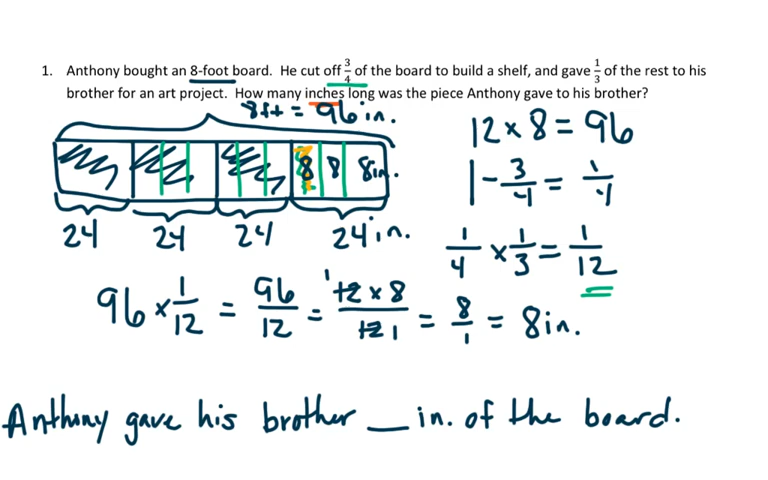 1. Anthony bought an 8-foot board. He cut off 3/4 of the board to build a shelf, and gave 1/3 of the rest to his
brother for an art project. How many inches long was the piece Anthony gave to his brother?
8ft = 96 in.
12 × 8 = 96
8 8 8in.
1 - 3/4 = 1/4
24 24 24 24 in.
1/4 × 1/3 = 1/12
96 × 1/12 = 96/12 = 1 12 × 8 / 12 1 = 8/1 = 8in.
Anthony gave his brother __ in. of the board.